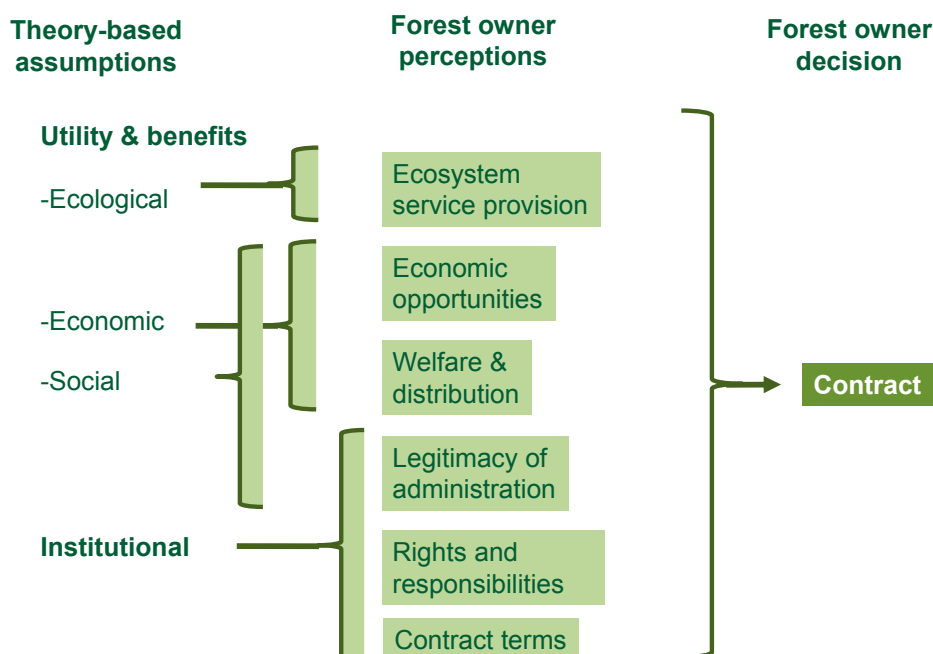 Theory-based
assumptions
Forest owner
perceptions
Forest owner
decision
Utility & benefits
-Ecological
Ecosystem
service provision
Economic
opportunities
-Economic
-Social
Welfare &
distribution
Contract
Legitimacy of
administration
Institutional
Rights and
responsibilities
Contract terms